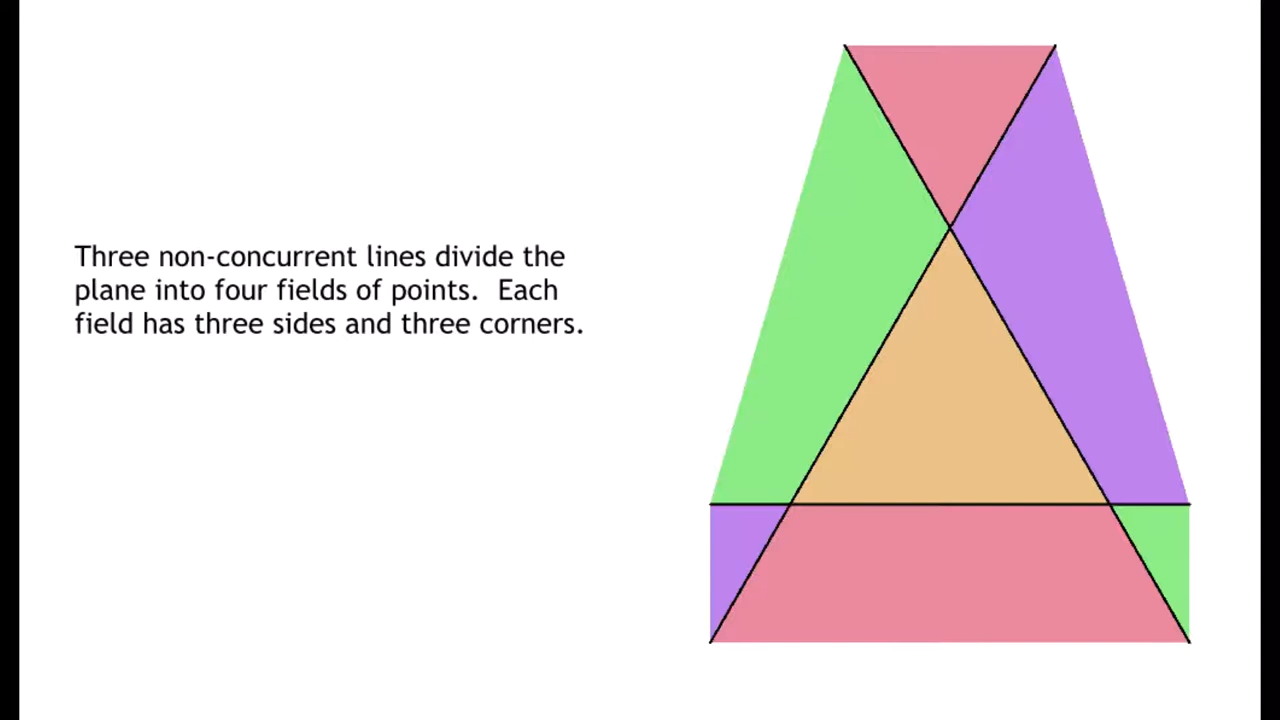 Three non-concurrent lines divide the
plane into four fields of points.  Each
field has three sides and three corners.